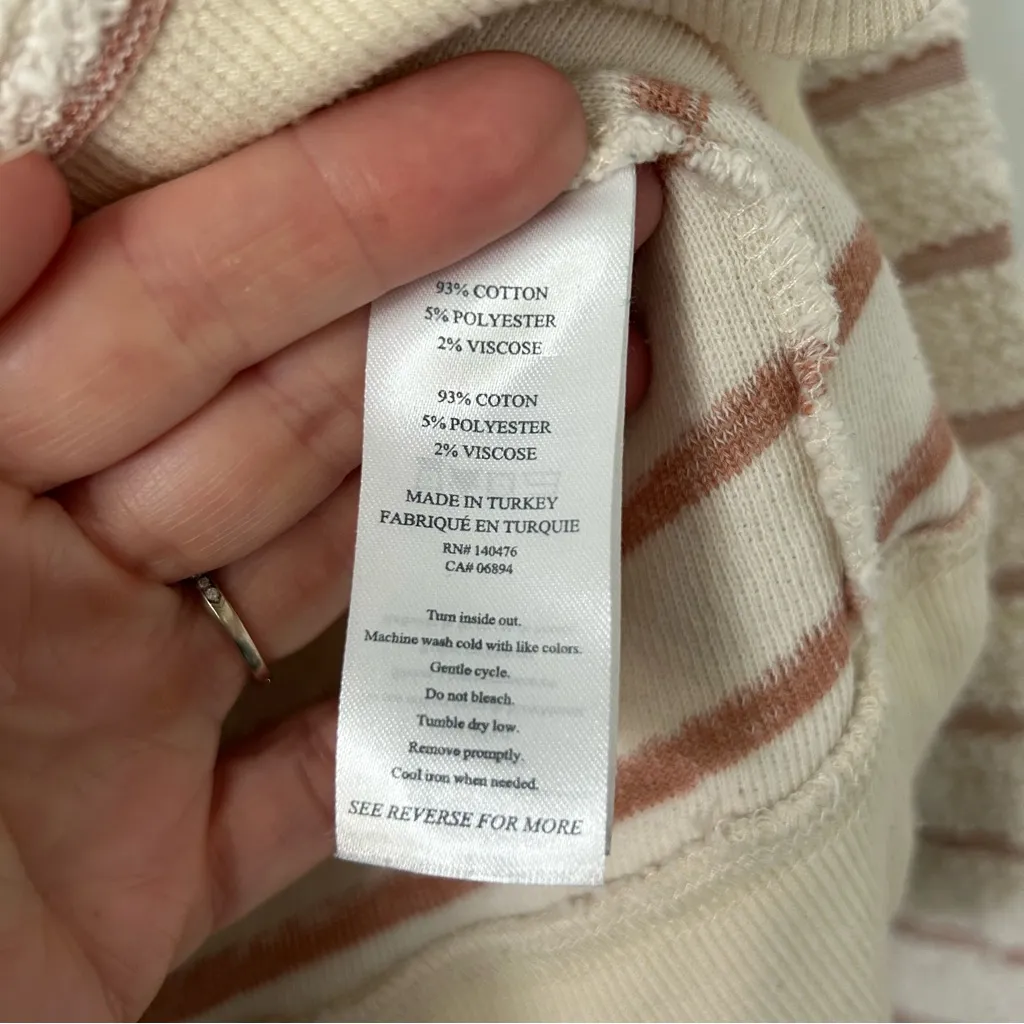 93% COTTON
5% POLYESTER
2% VISCOSE
93% COTON
5% POLYESTER
2% VISCOSE
MADE IN TURKEY
FABRIQUÉ EN TURQUIE
RN# 140476
CA# 06894
Turn inside out.
Machine wash cold with like colors.
Gentle cycle.
Do not bleach.
Tumble dry low.
Remove promptly.
Cool iron when needed.
SEE REVERSE FOR MORE